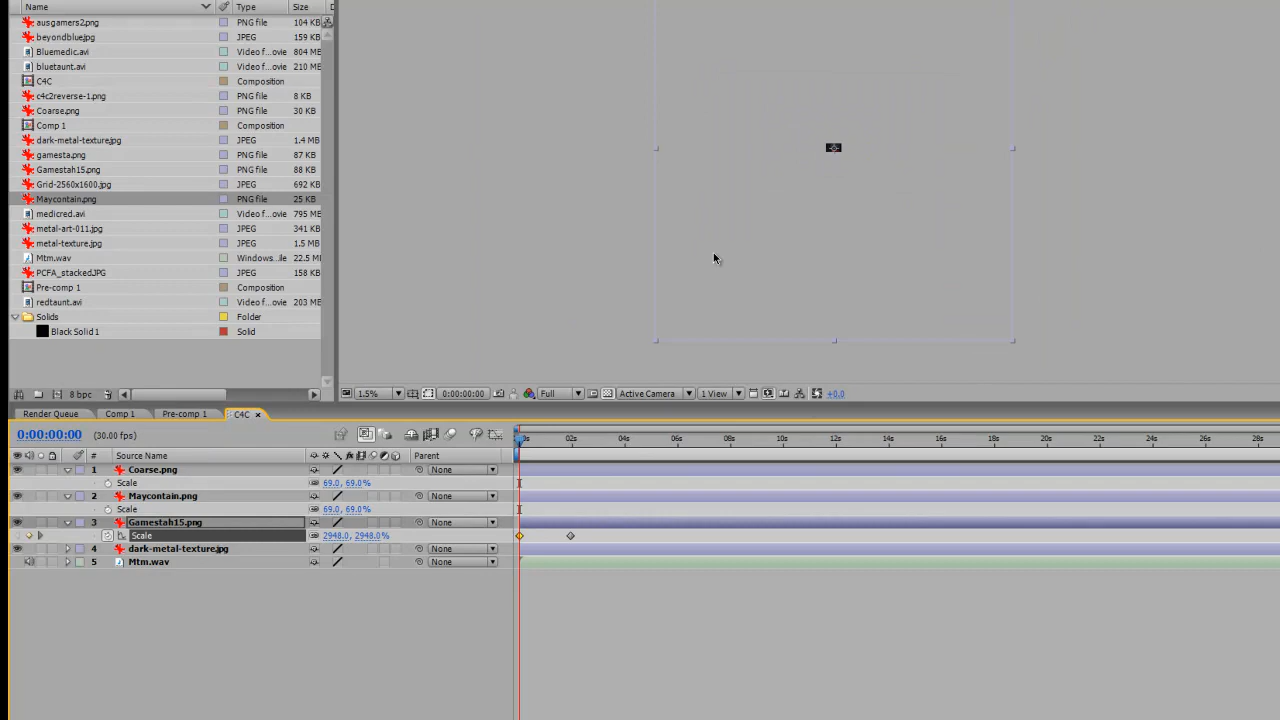 Name Type Size
ausgamers2.png PNG file 104 KB
beyondblue.jpg JPEG 159 KB
Bluemedic.avi Video f...ovie 804 MB
bluetaunt.avi Video f...ovie 210 MB
C4C Composition
c4c2reverse-1.png PNG file 8 KB
Coarse.png PNG file 30 KB
Comp 1 Composition
dark-metal-texture.jpg JPEG 1.4 MB
gamesta.png PNG file 87 KB
Gamestah15.png PNG file 88 KB
Grid-2560x1600.jpg JPEG 692 KB
Maycontain.png PNG file 25 KB
medicred.avi Video f...ovie 795 MB
metal-art-011.jpg JPEG 341 KB
metal-texture.jpg JPEG 1.5 MB
Mtm.wav Windows...ile 22.5 M
PCFA_stacked.JPG JPEG 158 KB
Pre-comp 1 Composition
redtaunt.avi Video f...ovie 203 MB
Solids Folder
Black Solid 1 Solid
8 bpc 1.5% 0:00:00:00 Full Active Camera 1 View +0.0
Render Queue Comp 1 Pre-comp 1 C4C ×
0:00:00:00 (30.00 fps) 02s 04s 06s 08s 10s 12s 14s 16s 18s 20s 22s 24s 26s 28s
# Source Name Parent
1 Coarse.png None
Scale 69.0, 69.0%
2 Maycontain.png None
Scale 69.0, 69.0%
3 Gamestah15.png None
Scale 2948.0, 2948.0%
4 dark-metal-texture.jpg None
5 Mtm.wav None